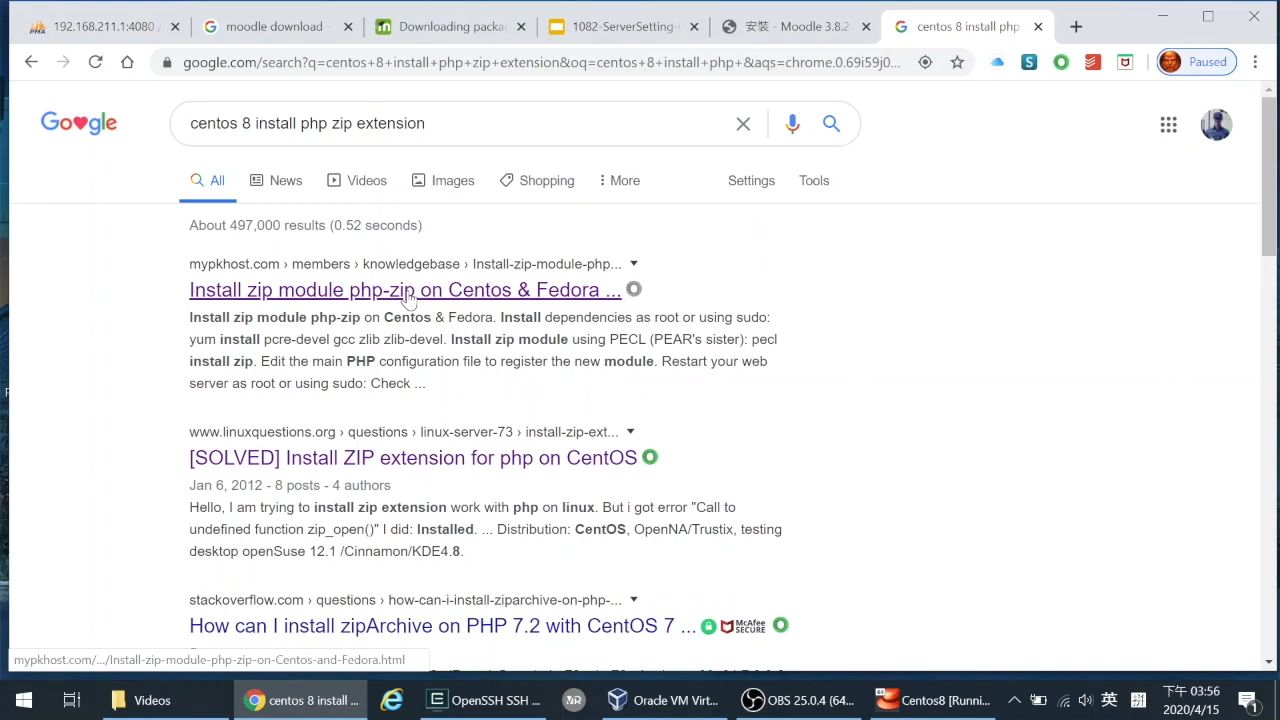 192.168.211.1:4080 /
moodle download -
Downloading packag
1082-ServerSetting-
安裝 - Moodle 3.8.2
centos 8 install php
google.com/search?q=centos+8+install+php+zip+extension&oq=centos+8+install+php+&aqs=chrome.0.69i59j0...
Paused
Go❤gle
centos 8 install php zip extension
All
News
Videos
Images
Shopping
More
Settings
Tools
About 497,000 results (0.52 seconds)
mypkhost.com › members › knowledgebase › Install-zip-module-php...
Install zip module php-zip on Centos & Fedora ...
Install zip module php-zip on Centos & Fedora. Install dependencies as root or using sudo:
yum install pcre-devel gcc zlib zlib-devel. Install zip module using PECL (PEAR's sister): pecl
install zip. Edit the main PHP configuration file to register the new module. Restart your web
server as root or using sudo: Check ...
www.linuxquestions.org › questions › linux-server-73 › install-zip-ext...
[SOLVED] Install ZIP extension for php on CentOS
Jan 6, 2012 - 8 posts - 4 authors
Hello, I am trying to install zip extension work with php on linux. But i got error "Call to
undefined function zip_open()" I did: Installed. ... Distribution: CentOS, OpenNA/Trustix, testing
desktop openSuse 12.1 /Cinnamon/KDE4.8.
stackoverflow.com › questions › how-can-i-install-ziparchive-on-php-...
How can I install zipArchive on PHP 7.2 with CentOS 7 ...
McAfee
SECURE
mypkhost.com/.../Install-zip-module-php-zip-on-Centos-and-Fedora.html
Videos
centos 8 install ...
OpenSSH SSH ...
Oracle VM Virt...
OBS 25.0.4 (64...
Centos8 [Runni...
英
下午 03:56
2020/4/15
1